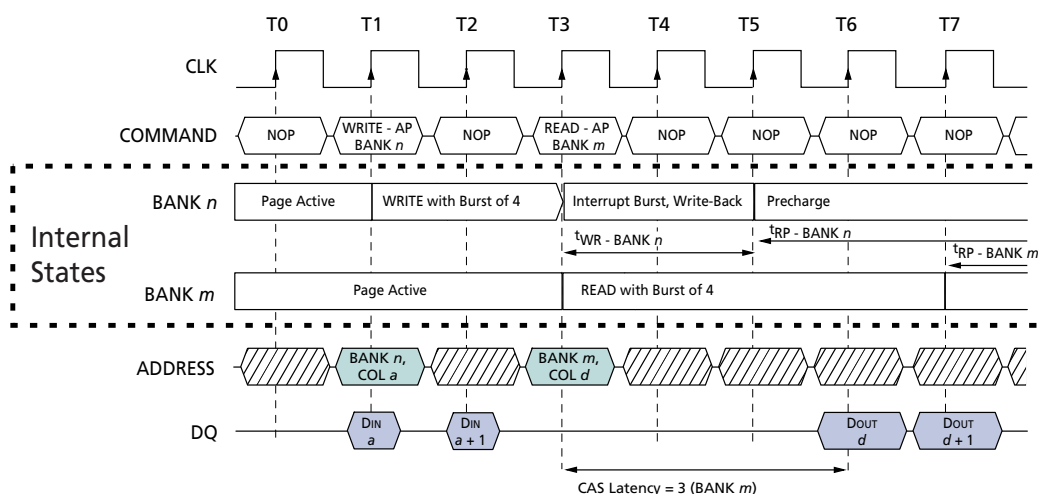 T0 T1 T2 T3 T4 T5 T6 T7
CLK
COMMAND NOP WRITE - AP NOP READ - AP NOP NOP NOP NOP
BANK n BANK m
BANK n Page Active WRITE with Burst of 4 Interrupt Burst, Write-Back Precharge
Internal
States
tWR - BANK n tRP - BANK n
tRP - BANK m
BANK m Page Active READ with Burst of 4
ADDRESS BANK n, BANK m,
COL a COL d
DQ DIN DIN DOUT DOUT
a a + 1 d d + 1
CAS Latency = 3 (BANK m)